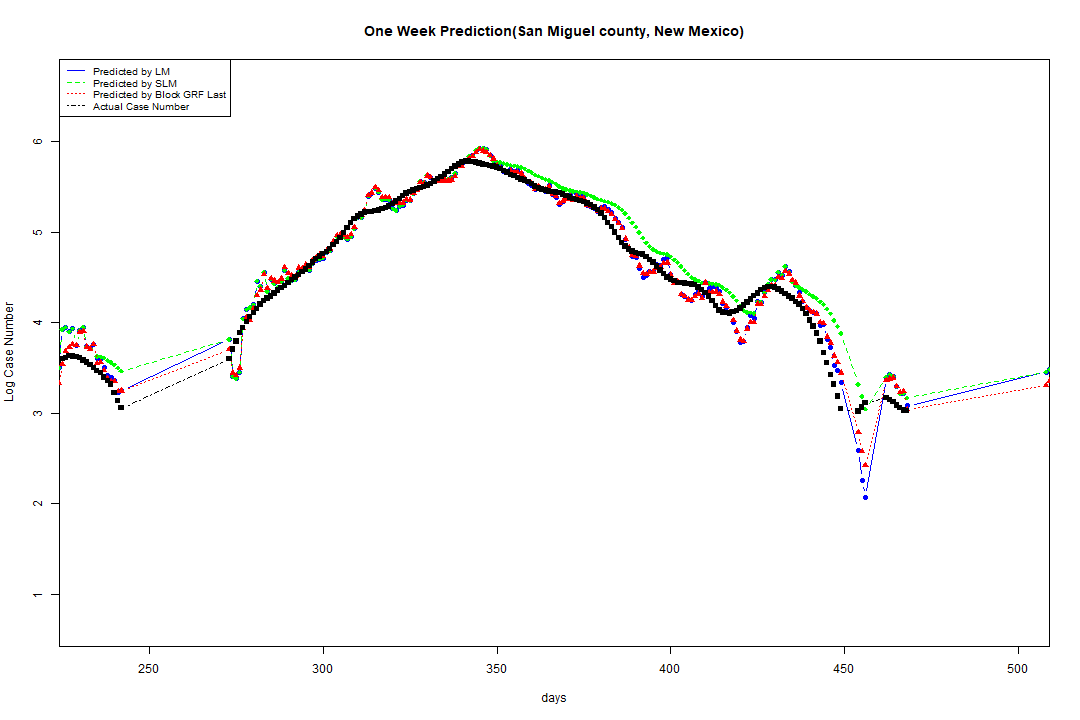 One Week Prediction(San Miguel county, New Mexico)
Predicted by LM
Predicted by SLM
Predicted by Block GRF Last
Actual Case Number
Log Case Number
6
5
4
3
2
1
250 300 350 400 450 500
days